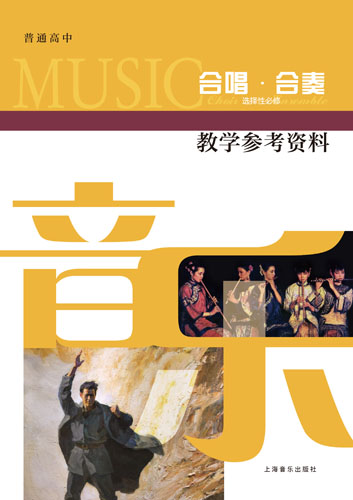 普通高中
MUSIC
合唱·合奏
Choir Ensemble
选择性必修
教学参考资料
音乐
上海音乐出版社